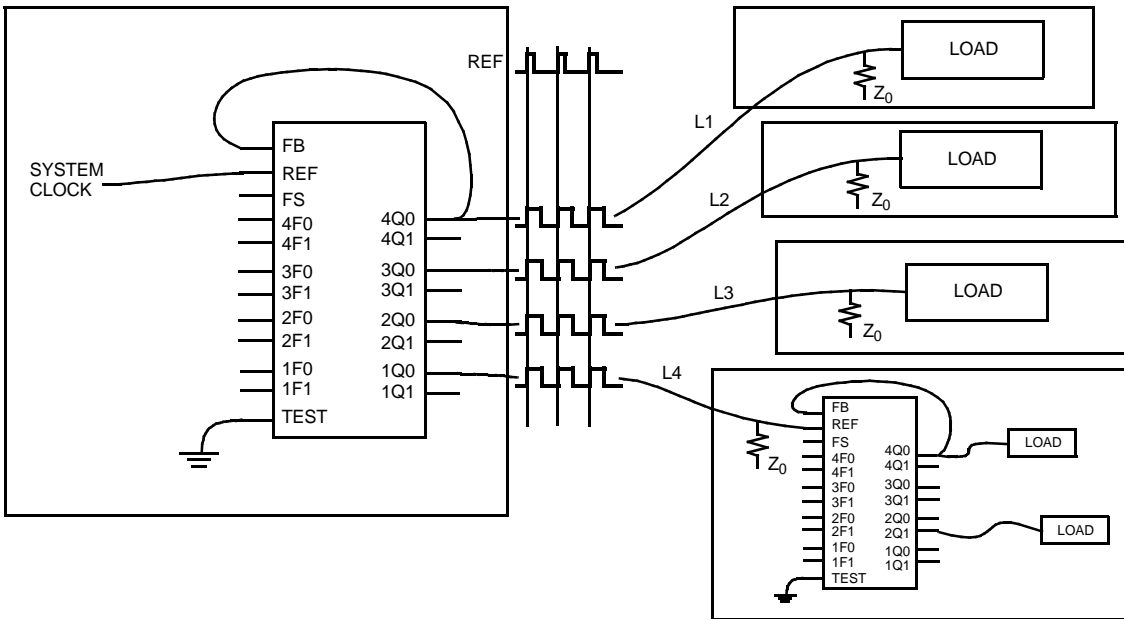 REF
SYSTEM
CLOCK
FB
REF
FS
4F0
4F1
3F0
3F1
2F0
2F1
1F0
1F1
TEST
4Q0
4Q1
3Q0
3Q1
2Q0
2Q1
1Q0
1Q1
L1
LOAD
Z0
L2
LOAD
Z0
L3
LOAD
Z0
L4
Z0
FB
REF
FS
4F0
4F1
3F0
3F1
2F0
2F1
1F0
1F1
TEST
4Q0
4Q1
3Q0
3Q1
2Q0
2Q1
1Q0
1Q1
LOAD
LOAD